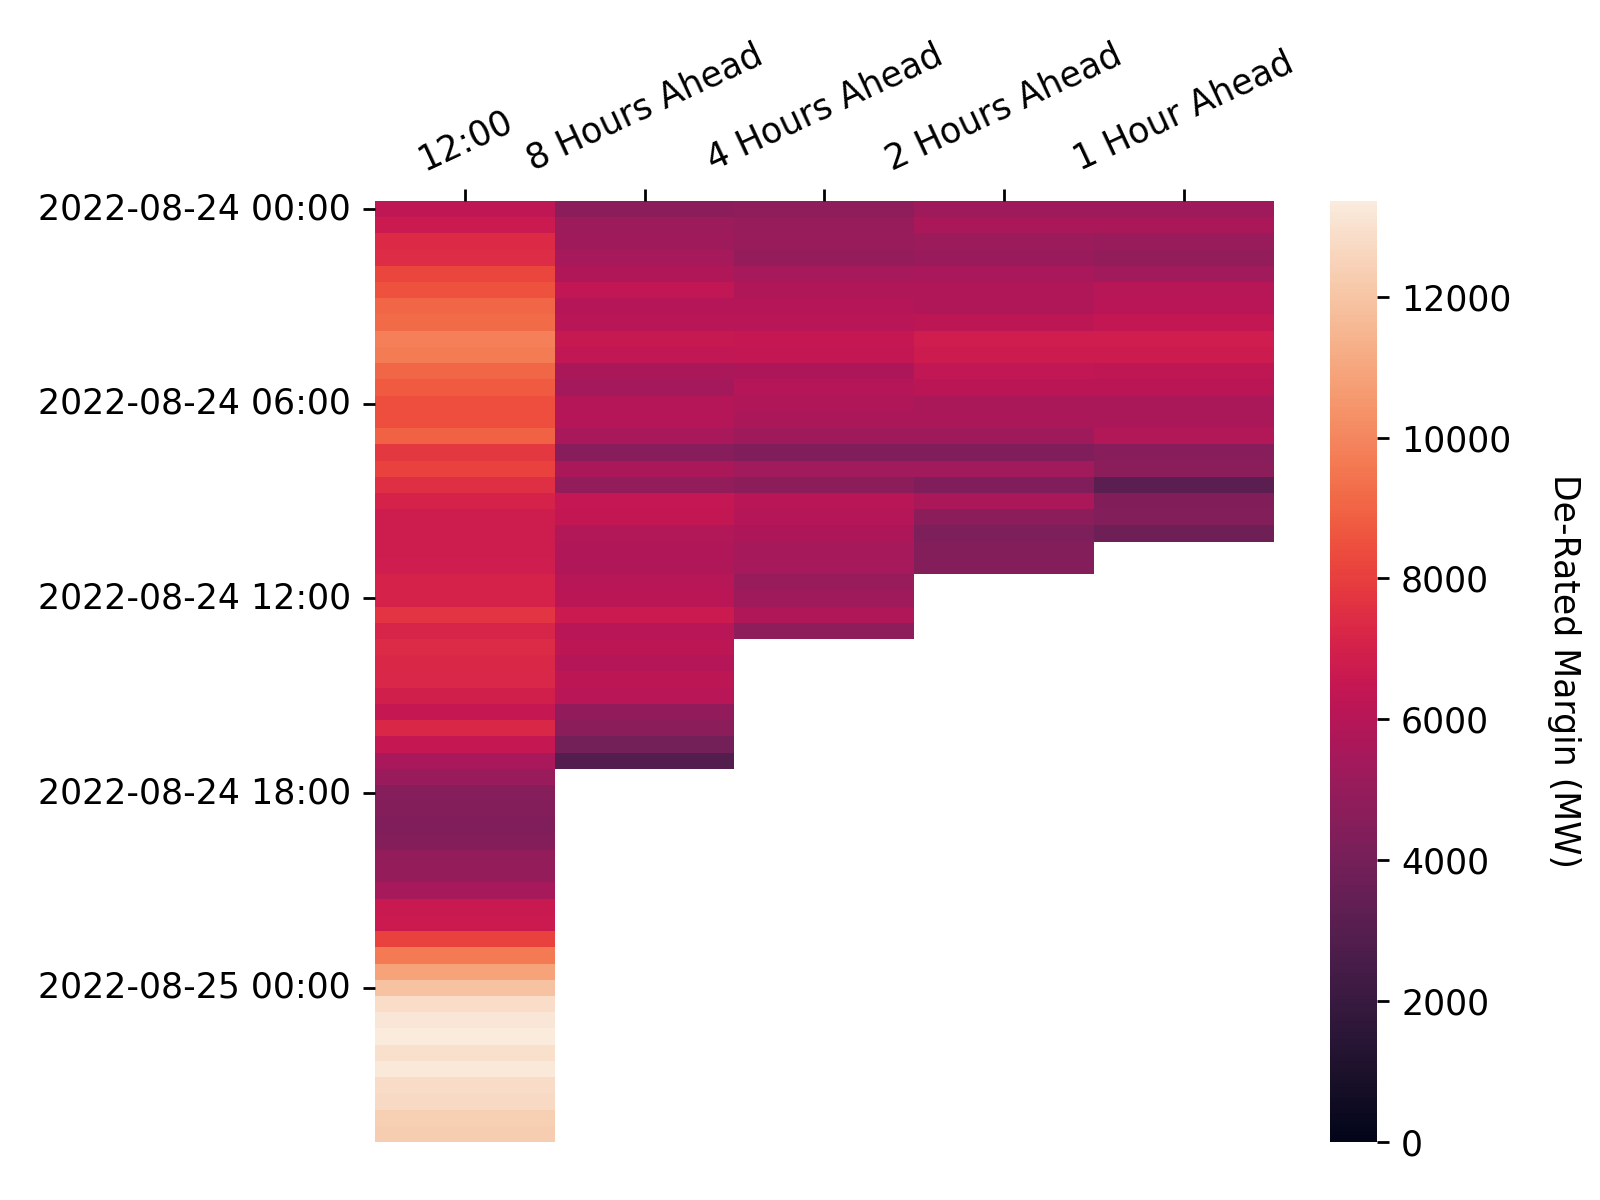 12:00
8 Hours Ahead
4 Hours Ahead
2 Hours Ahead
1 Hour Ahead
2022-08-24 00:00
2022-08-24 06:00
2022-08-24 12:00
2022-08-24 18:00
2022-08-25 00:00
12000
10000
8000
6000
4000
2000
0
De-Rated Margin (MW)